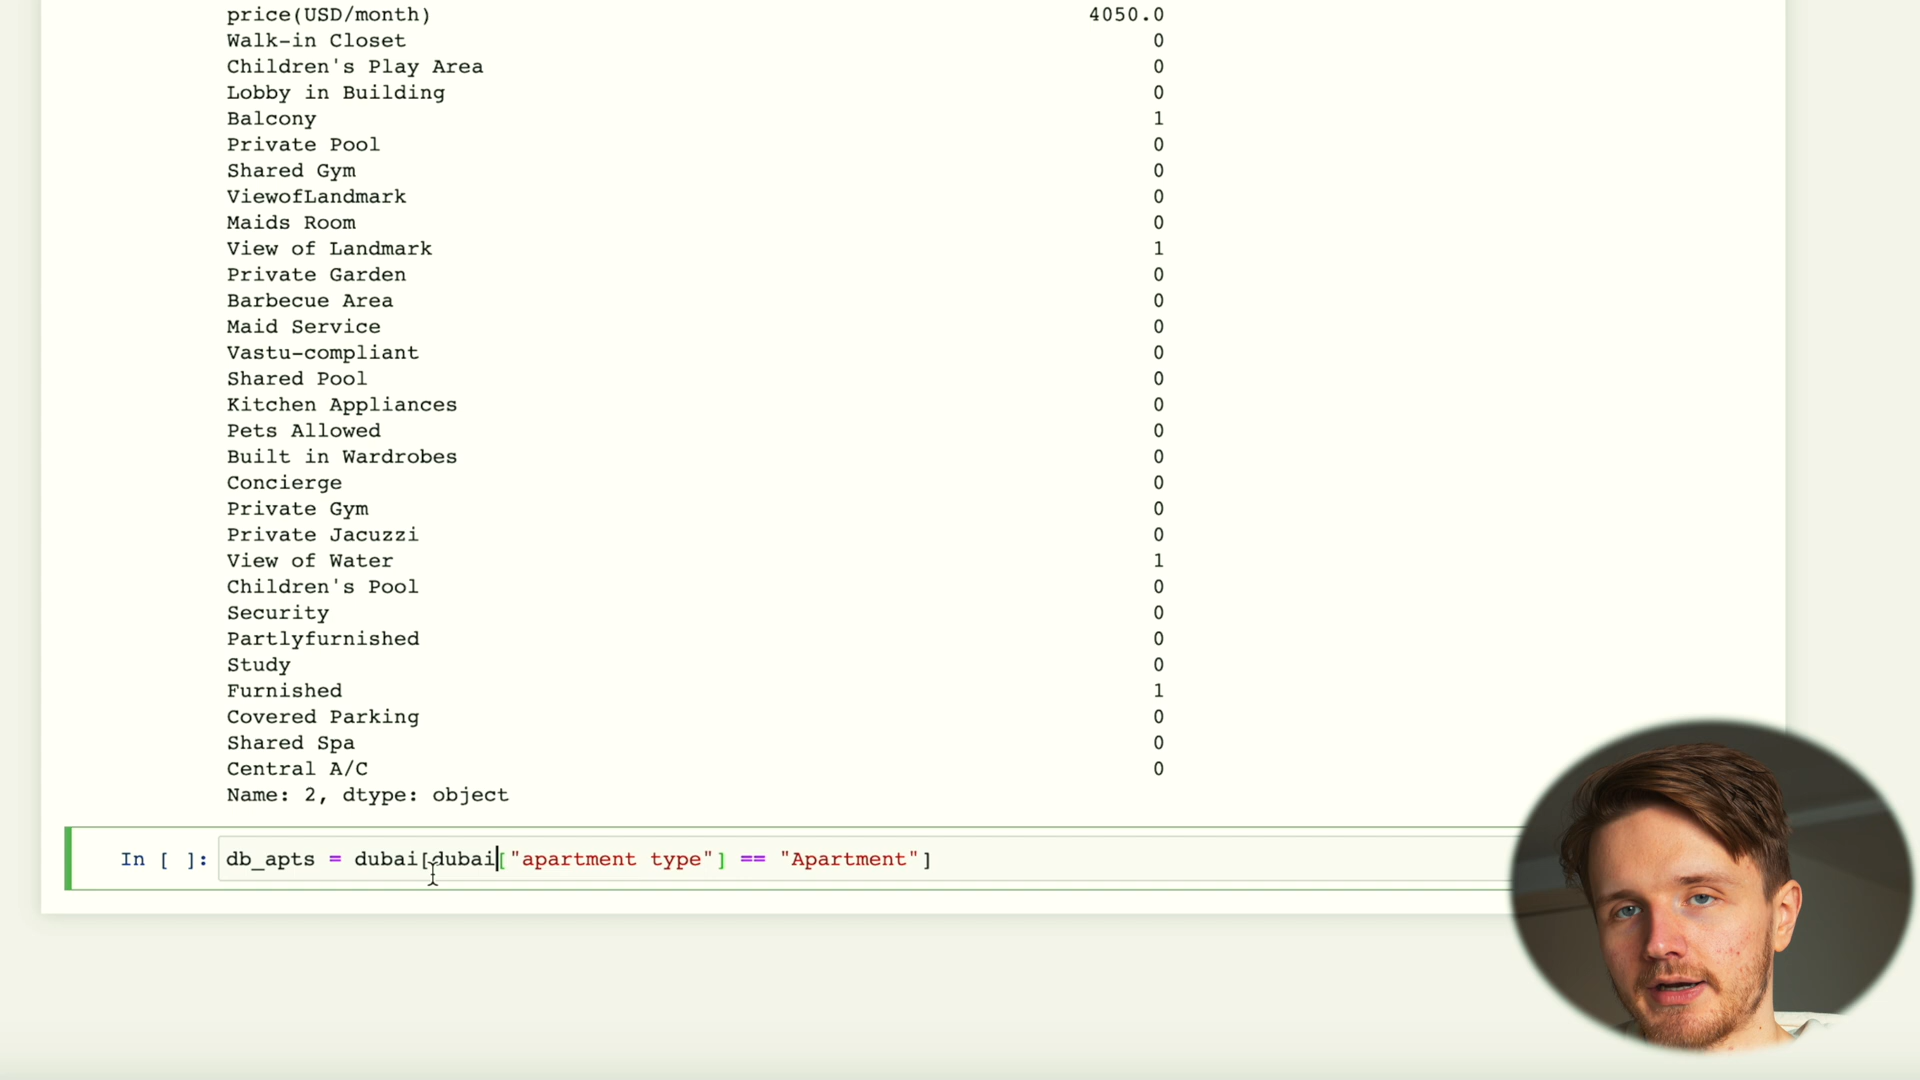 price(USD/month) 4050.0
Walk-in Closet 0
Children's Play Area 0
Lobby in Building 0
Balcony 1
Private Pool 0
Shared Gym 0
ViewofLandmark 0
Maids Room 0
View of Landmark 1
Private Garden 0
Barbecue Area 0
Maid Service 0
Vastu-compliant 0
Shared Pool 0
Kitchen Appliances 0
Pets Allowed 0
Built in Wardrobes 0
Concierge 0
Private Gym 0
Private Jacuzzi 0
View of Water 1
Children's Pool 0
Security 0
Partlyfurnished 0
Study 0
Furnished 1
Covered Parking 0
Shared Spa 0
Central A/C 0
Name: 2, dtype: object
In [ ]: db_apts = dubai[dubai["apartment type"] == "Apartment"]